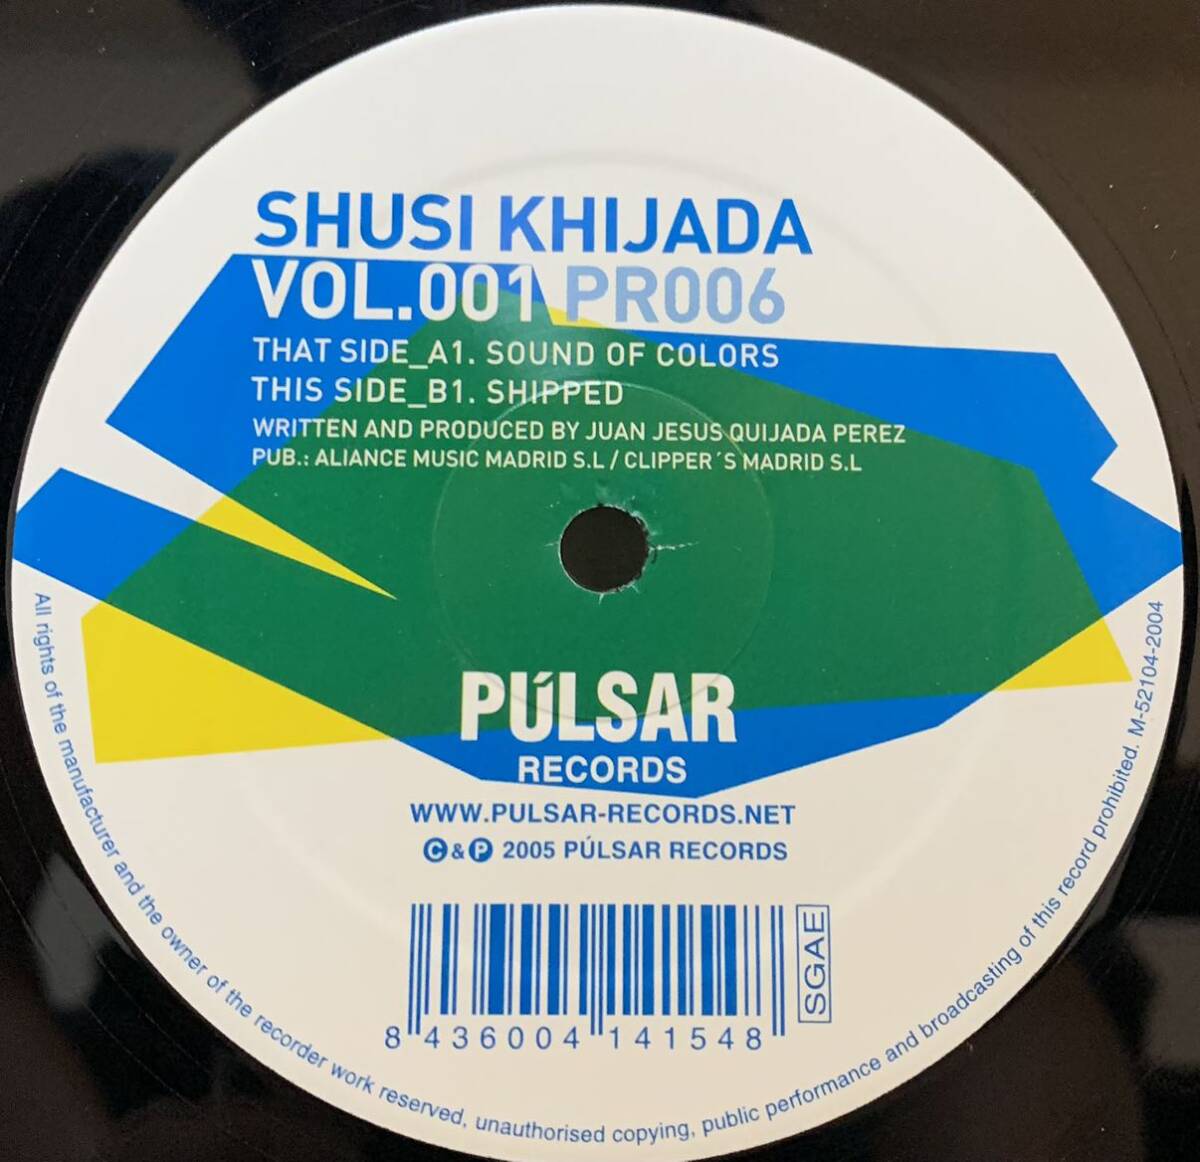 SHUSI KHIJADA
VOL.001 PR006
THAT SIDE_A1. SOUND OF COLORS
THIS SIDE_B1. SHIPPED
WRITTEN AND PRODUCED BY JUAN JESUS QUIJADA PEREZ
PUB.: ALIANCE MUSIC MADRID S.L / CLIPPER´S MADRID S.L
PÚLSAR
RECORDS
WWW.PULSAR-RECORDS.NET
© & ℗ 2005 PÚLSAR RECORDS
SGAE
8 436004 141548
All rights of the manufacturer and the owner of the recorder work reserved, unauthorised copying, public performance and broadcasting of this record prohibited. M-52104-2004